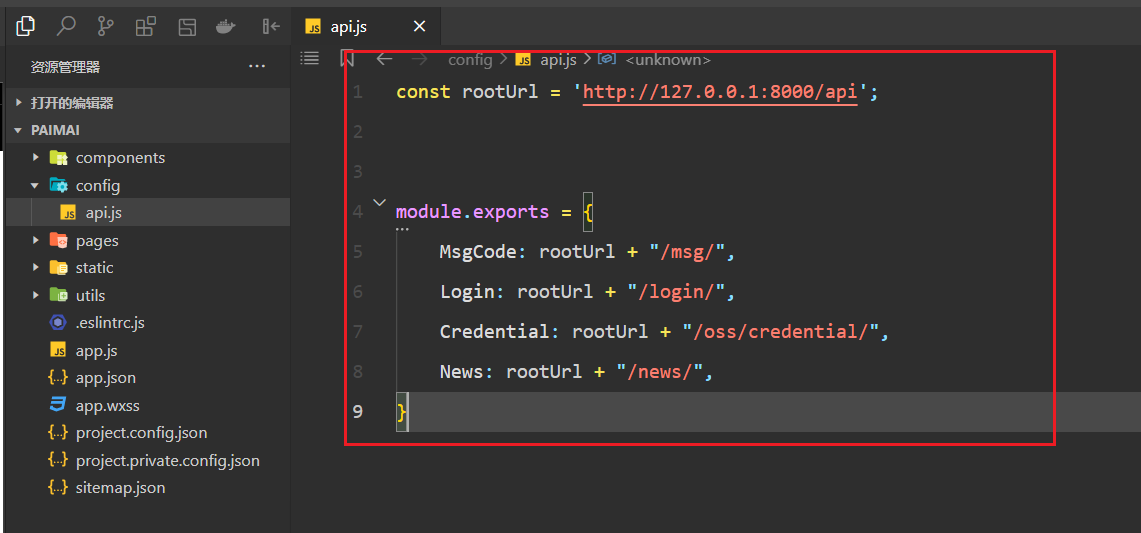 api.js
资源管理器
打开的编辑器
PAIMAI
components
config
api.js
pages
static
utils
.eslintrc.js
app.js
app.json
app.wxss
project.config.json
project.private.config.json
sitemap.json
config > api.js > <unknown>
1 const rootUrl = 'http://127.0.0.1:8000/api';
2
3
4 module.exports = {
5 MsgCode: rootUrl + "/msg/",
6 Login: rootUrl + "/login/",
7 Credential: rootUrl + "/oss/credential/",
8 News: rootUrl + "/news/",
9 }